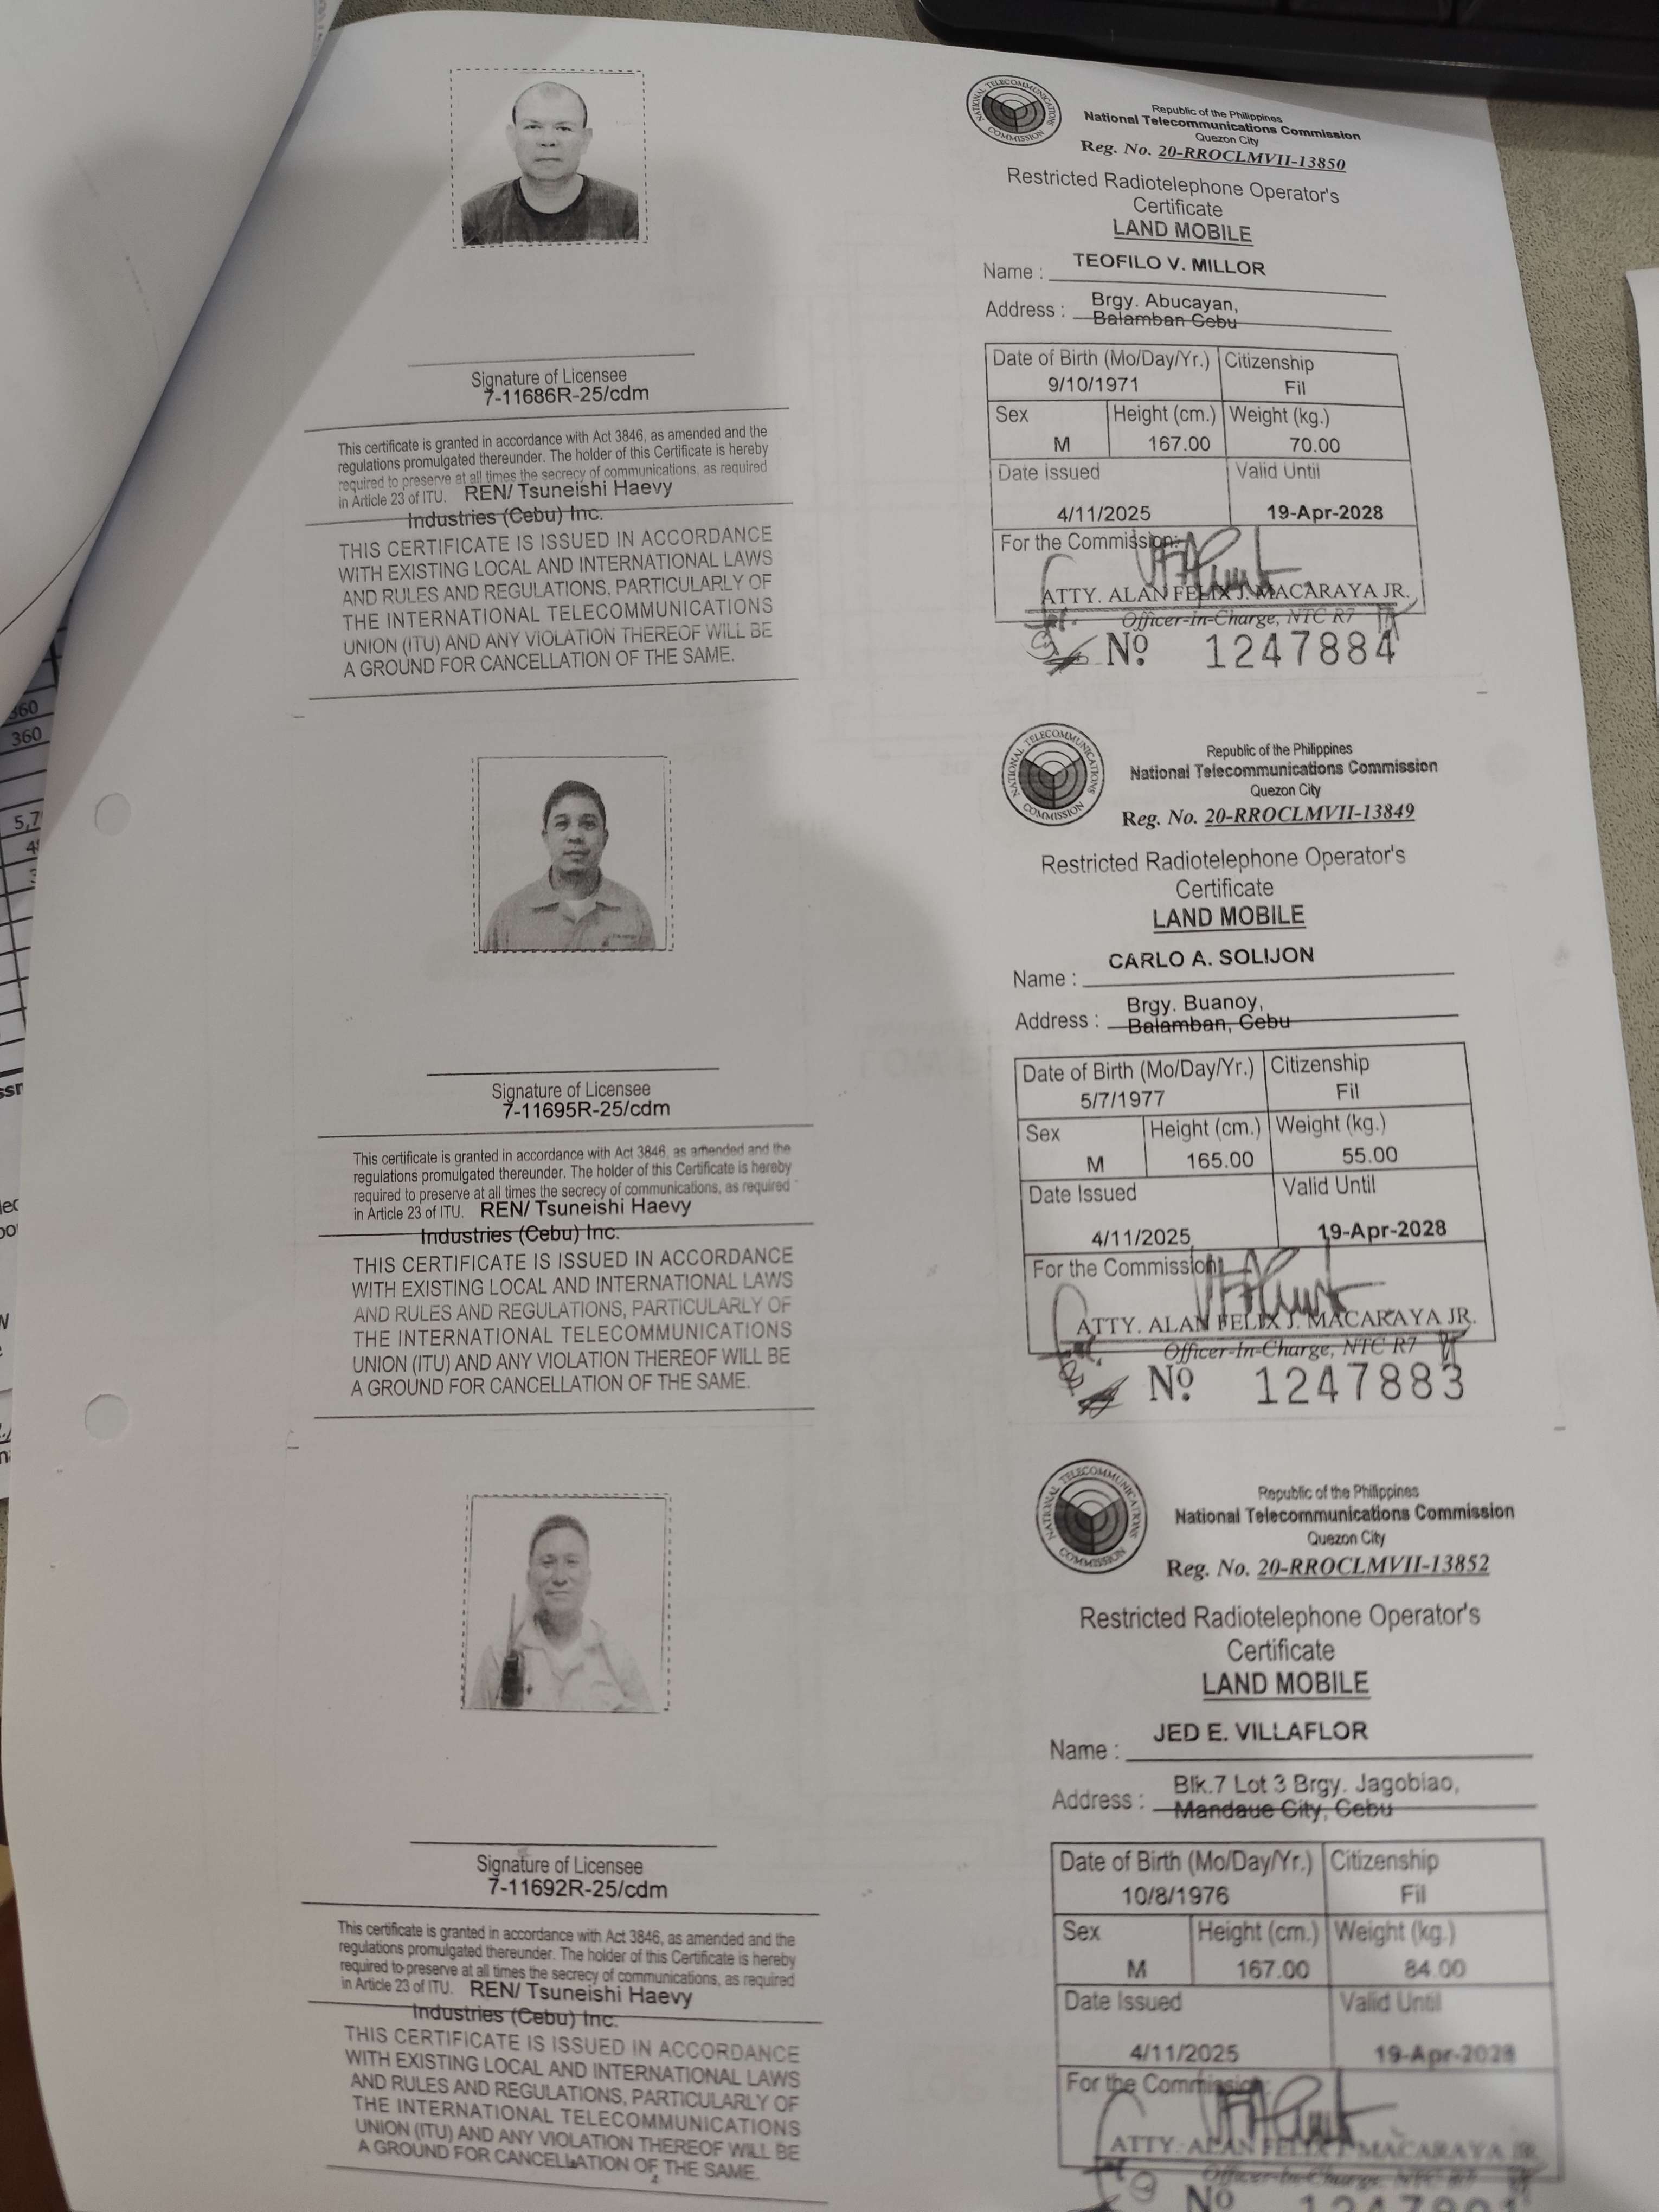 NATIONAL TELECOMMUNICATIONS COMMISSION
Republic of the Philippines
National Telecommunications Commission
Quezon City
Reg. No. 20-RROCLMVII-13850
Restricted Radiotelephone Operator's
Certificate
LAND MOBILE
Name : TEOFILO V. MILLOR
Address : Brgy. Abucayan,
Balamban Cebu
Date of Birth (Mo/Day/Yr.) Citizenship
9/10/1971 Fil
Sex Height (cm.) Weight (kg.)
M 167.00 70.00
Date Issued Valid Until
4/11/2025 19-Apr-2028
For the Commission:
ATTY. ALAN FELIX J. MACARAYA JR.
Officer-In-Charge, NTC R7
Nº 1247884
Signature of Licensee
7-11686R-25/cdm
This certificate is granted in accordance with Act 3846, as amended and the
regulations promulgated thereunder. The holder of this Certificate is hereby
required to preserve at all times the secrecy of communications, as required
in Article 23 of ITU. REN/ Tsuneishi Haevy
Industries (Cebu) Inc.
THIS CERTIFICATE IS ISSUED IN ACCORDANCE
WITH EXISTING LOCAL AND INTERNATIONAL LAWS
AND RULES AND REGULATIONS, PARTICULARLY OF
THE INTERNATIONAL TELECOMMUNICATIONS
UNION (ITU) AND ANY VIOLATION THEREOF WILL BE
A GROUND FOR CANCELLATION OF THE SAME.
NATIONAL TELECOMMUNICATIONS COMMISSION
Republic of the Philippines
National Telecommunications Commission
Quezon City
Reg. No. 20-RROCLMVII-13849
Restricted Radiotelephone Operator's
Certificate
LAND MOBILE
Name : CARLO A. SOLIJON
Address : Brgy. Buanoy,
Balamban, Cebu
Date of Birth (Mo/Day/Yr.) Citizenship
5/7/1977 Fil
Sex Height (cm.) Weight (kg.)
M 165.00 55.00
Date Issued Valid Until
4/11/2025 19-Apr-2028
For the Commission:
ATTY. ALAN FELIX J. MACARAYA JR.
Officer-In-Charge, NTC R7
Nº 1247883
Signature of Licensee
7-11695R-25/cdm
This certificate is granted in accordance with Act 3846, as amended and the
regulations promulgated thereunder. The holder of this Certificate is hereby
required to preserve at all times the secrecy of communications, as required
in Article 23 of ITU. REN/ Tsuneishi Haevy
Industries (Cebu) Inc.
THIS CERTIFICATE IS ISSUED IN ACCORDANCE
WITH EXISTING LOCAL AND INTERNATIONAL LAWS
AND RULES AND REGULATIONS, PARTICULARLY OF
THE INTERNATIONAL TELECOMMUNICATIONS
UNION (ITU) AND ANY VIOLATION THEREOF WILL BE
A GROUND FOR CANCELLATION OF THE SAME.
NATIONAL TELECOMMUNICATIONS COMMISSION
Republic of the Philippines
National Telecommunications Commission
Quezon City
Reg. No. 20-RROCLMVII-13852
Restricted Radiotelephone Operator's
Certificate
LAND MOBILE
Name : JED E. VILLAFLOR
Address : Blk.7 Lot 3 Brgy. Jagobiao,
Mandaue City, Cebu
Date of Birth (Mo/Day/Yr.) Citizenship
10/8/1976 Fil
Sex Height (cm.) Weight (kg.)
M 167.00 84.00
Date Issued Valid Until
4/11/2025 19-Apr-2028
For the Commission:
ATTY. ALAN FELIX J. MACARAYA JR.
Officer-In-Charge, NTC R7
Nº
Signature of Licensee
7-11692R-25/cdm
This certificate is granted in accordance with Act 3846, as amended and the
regulations promulgated thereunder. The holder of this Certificate is hereby
required to preserve at all times the secrecy of communications, as required
in Article 23 of ITU. REN/ Tsuneishi Haevy
Industries (Cebu) Inc.
THIS CERTIFICATE IS ISSUED IN ACCORDANCE
WITH EXISTING LOCAL AND INTERNATIONAL LAWS
AND RULES AND REGULATIONS, PARTICULARLY OF
THE INTERNATIONAL TELECOMMUNICATIONS
UNION (ITU) AND ANY VIOLATION THEREOF WILL BE
A GROUND FOR CANCELLATION OF THE SAME.
360
360